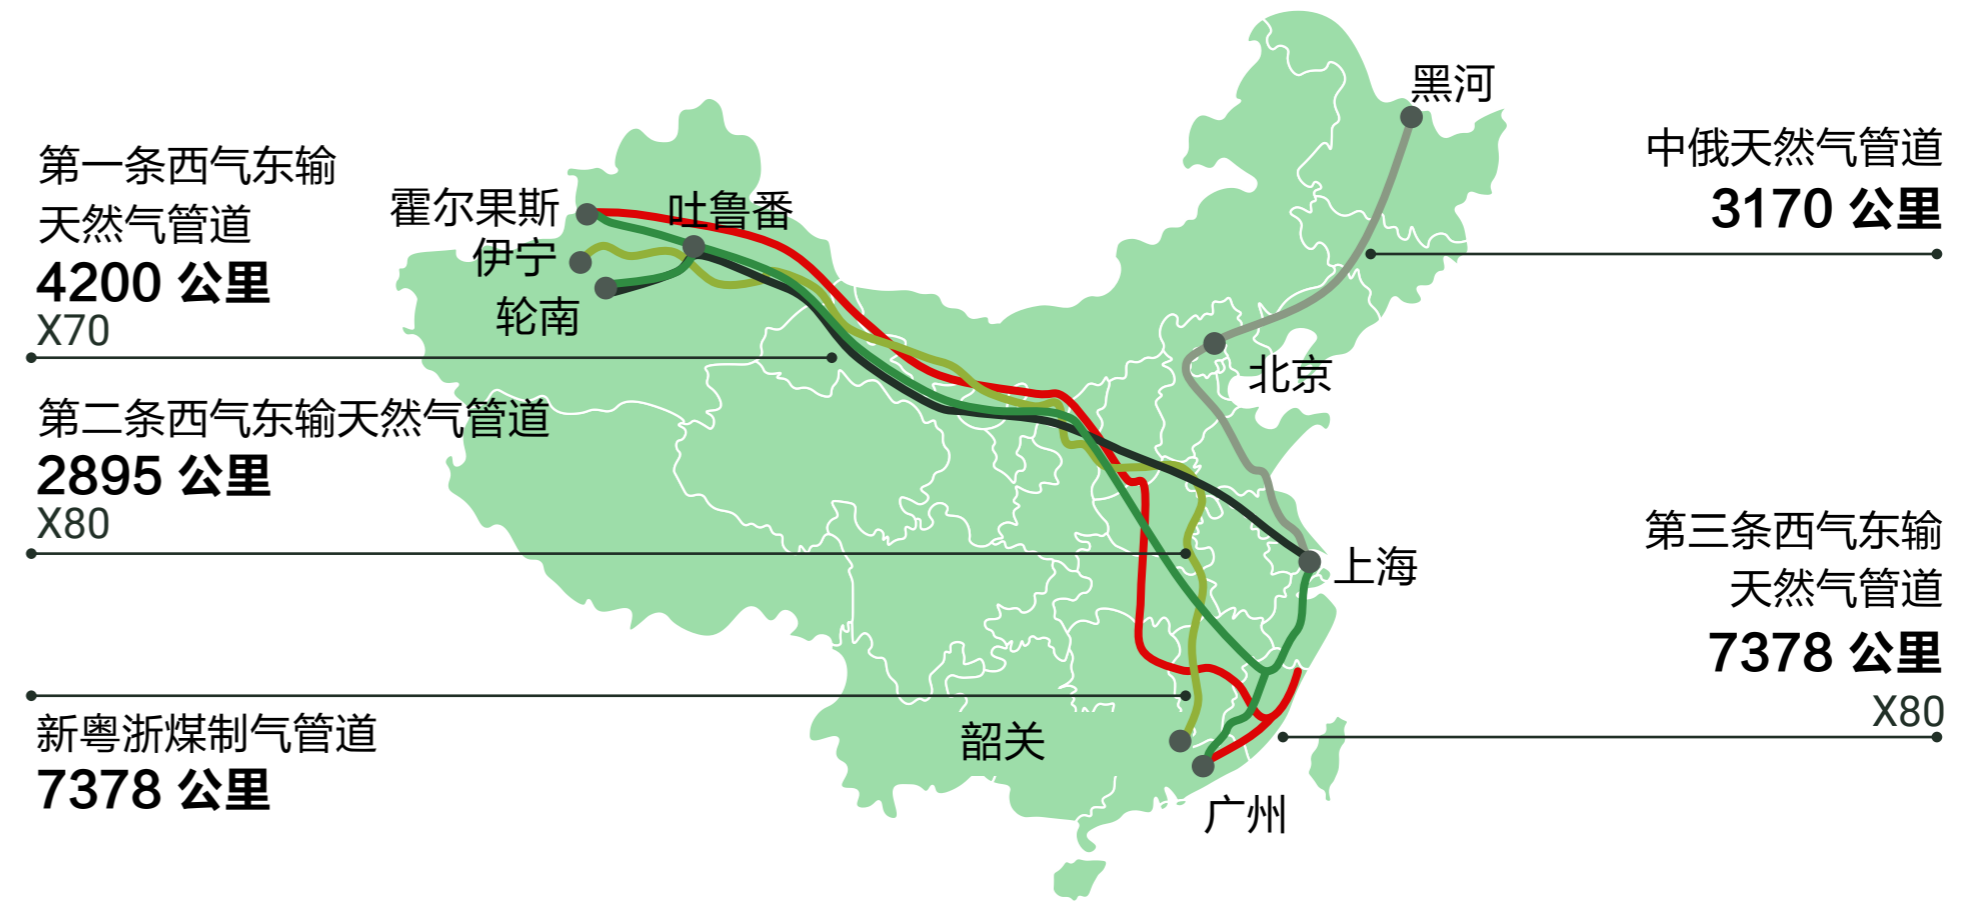 第一条西气东输
天然气管道
4200 公里
X70
第二条西气东输天然气管道
2895 公里
X80
新粤浙煤制气管道
7378 公里
霍尔果斯
吐鲁番
伊宁
轮南
黑河
北京
上海
韶关
广州
中俄天然气管道
3170 公里
第三条西气东输
天然气管道
7378 公里
X80